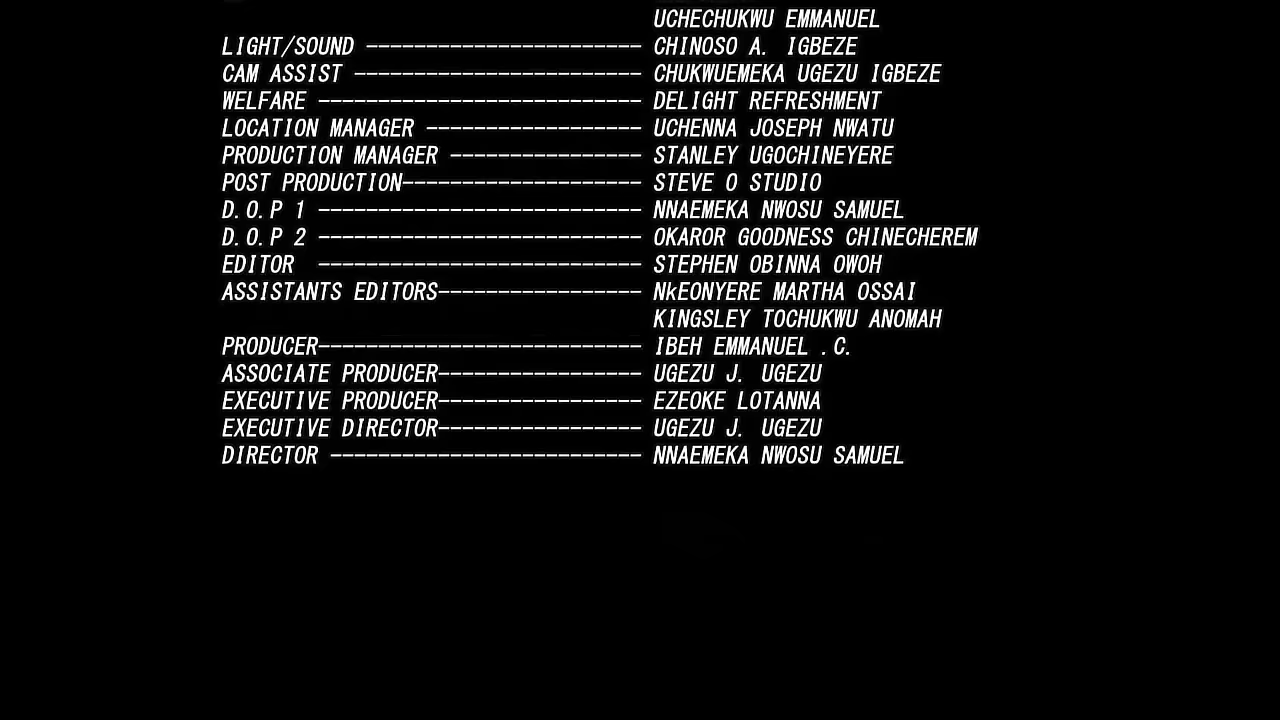 UCHECHUKWU EMMANUEL
LIGHT/SOUND ----------------------- CHINOSO A. IGBEZE
CAM ASSIST ------------------------ CHUKWUEMEKA UGEZU IGBEZE
WELFARE --------------------------- DELIGHT REFRESHMENT
LOCATION MANAGER ------------------ UCHENNA JOSEPH NWATU
PRODUCTION MANAGER ---------------- STANLEY UGOCHINEYERE
POST PRODUCTION-------------------- STEVE O STUDIO
D.O.P 1 --------------------------- NNAEMEKA NWOSU SAMUEL
D.O.P 2 --------------------------- OKAROR GOODNESS CHINECHEREM
EDITOR  --------------------------- STEPHEN OBINNA OWOH
ASSISTANTS EDITORS----------------- NkEONYERE MARTHA OSSAI
KINGSLEY TOCHUKWU ANOMAH
PRODUCER--------------------------- IBEH EMMANUEL .C.
ASSOCIATE PRODUCER----------------- UGEZU J. UGEZU
EXECUTIVE PRODUCER----------------- EZEOKE LOTANNA
EXECUTIVE DIRECTOR----------------- UGEZU J. UGEZU
DIRECTOR -------------------------- NNAEMEKA NWOSU SAMUEL